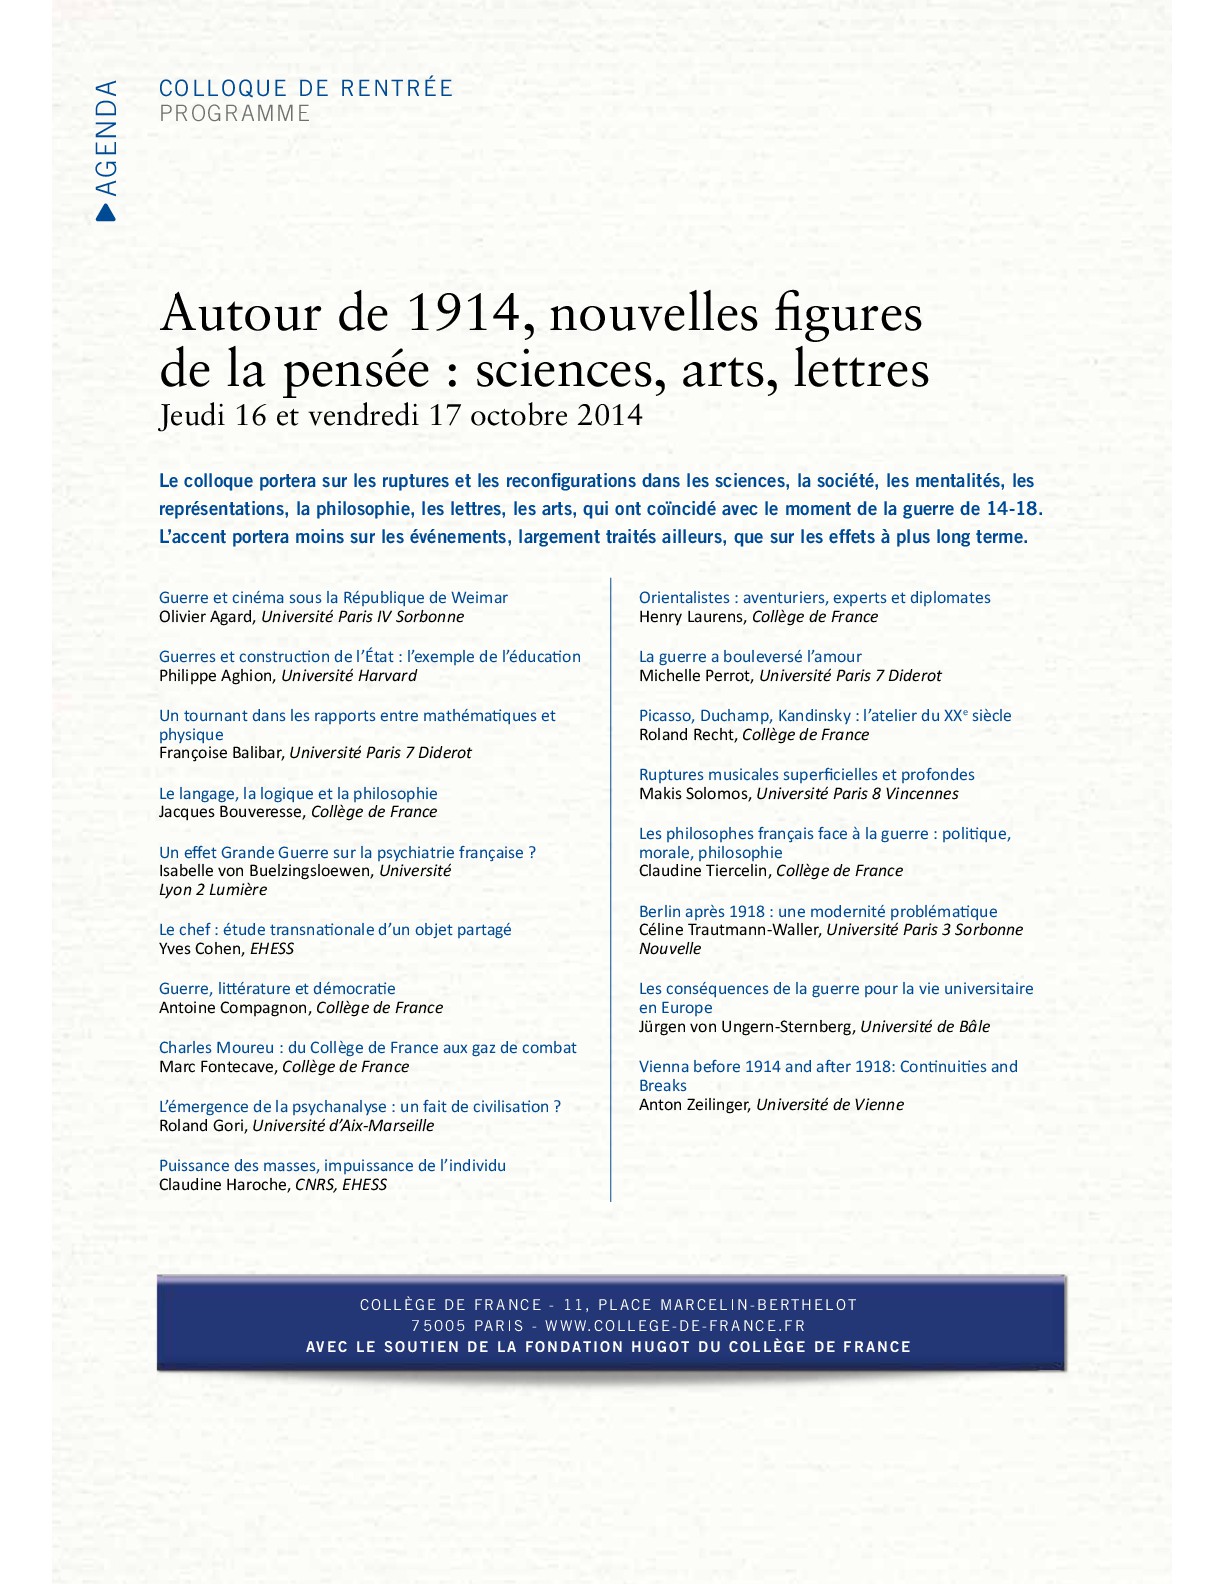 AGENDA
COLLOQUE DE RENTRÉE
PROGRAMME
Autour de 1914, nouvelles figures
de la pensée : sciences, arts, lettres
Jeudi 16 et vendredi 17 octobre 2014
Le colloque portera sur les ruptures et les reconfigurations dans les sciences, la société, les mentalités, les
représentations, la philosophie, les lettres, les arts, qui ont coïncidé avec le moment de la guerre de 14-18.
L’accent portera moins sur les événements, largement traités ailleurs, que sur les effets à plus long terme.
Guerre et cinéma sous la République de Weimar
Olivier Agard, Université Paris IV Sorbonne
Guerres et construction de l’État : l’exemple de l’éducation
Philippe Aghion, Université Harvard
Un tournant dans les rapports entre mathématiques et
physique
Françoise Balibar, Université Paris 7 Diderot
Le langage, la logique et la philosophie
Jacques Bouveresse, Collège de France
Un effet Grande Guerre sur la psychiatrie française ?
Isabelle von Buelzingsloewen, Université
Lyon 2 Lumière
Le chef : étude transnationale d’un objet partagé
Yves Cohen, EHESS
Guerre, littérature et démocratie
Antoine Compagnon, Collège de France
Charles Moureu : du Collège de France aux gaz de combat
Marc Fontecave, Collège de France
L’émergence de la psychanalyse : un fait de civilisation ?
Roland Gori, Université d’Aix-Marseille
Puissance des masses, impuissance de l’individu
Claudine Haroche, CNRS, EHESS
Orientalistes : aventuriers, experts et diplomates
Henry Laurens, Collège de France
La guerre a bouleversé l’amour
Michelle Perrot, Université Paris 7 Diderot
Picasso, Duchamp, Kandinsky : l’atelier du XXe siècle
Roland Recht, Collège de France
Ruptures musicales superficielles et profondes
Makis Solomos, Université Paris 8 Vincennes
Les philosophes français face à la guerre : politique,
morale, philosophie
Claudine Tiercelin, Collège de France
Berlin après 1918 : une modernité problématique
Céline Trautmann-Waller, Université Paris 3 Sorbonne
Nouvelle
Les conséquences de la guerre pour la vie universitaire
en Europe
Jürgen von Ungern-Sternberg, Université de Bâle
Vienna before 1914 and after 1918: Continuities and
Breaks
Anton Zeilinger, Université de Vienne
COLLÈGE DE FRANCE - 11, PLACE MARCELIN-BERTHELOT
75005 PARIS - WWW.COLLEGE-DE-FRANCE.FR
AVEC LE SOUTIEN DE LA FONDATION HUGOT DU COLLÈGE DE FRANCE